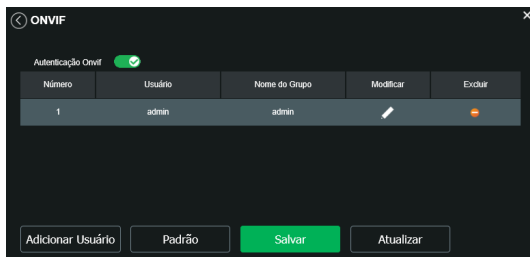 ONVIF
Autenticação Onvif
Número Usuário Nome do Grupo Modificar Excluir
1 admin admin
Adicionar Usuário Padrão Salvar Atualizar